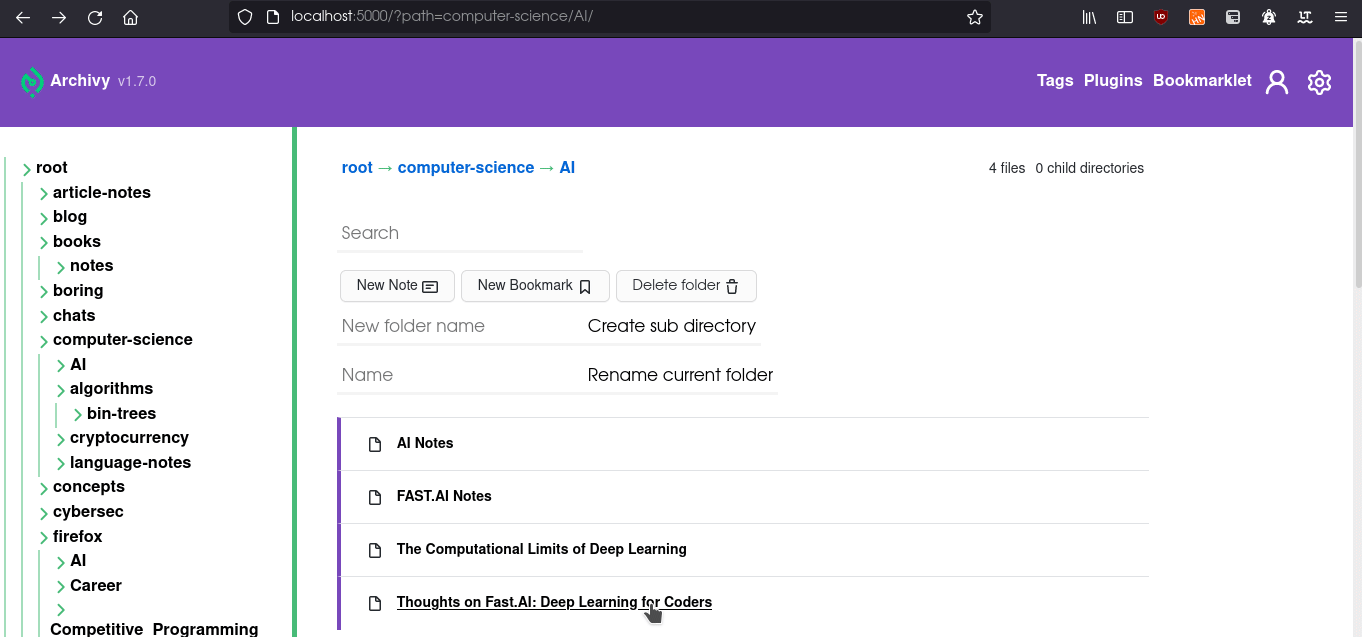 localhost:5000/?path=computer-science/AI/
Archivy v1.7.0
Tags Plugins Bookmarklet
root
article-notes
blog
books
notes
boring
chats
computer-science
AI
algorithms
bin-trees
cryptocurrency
language-notes
concepts
cybersec
firefox
AI
Career
Competitive Programming
root → computer-science → AI
4 files 0 child directories
Search
New Note New Bookmark Delete folder
New folder name Create sub directory
Name Rename current folder
AI Notes
FAST.AI Notes
The Computational Limits of Deep Learning
Thoughts on Fast.AI: Deep Learning for Coders